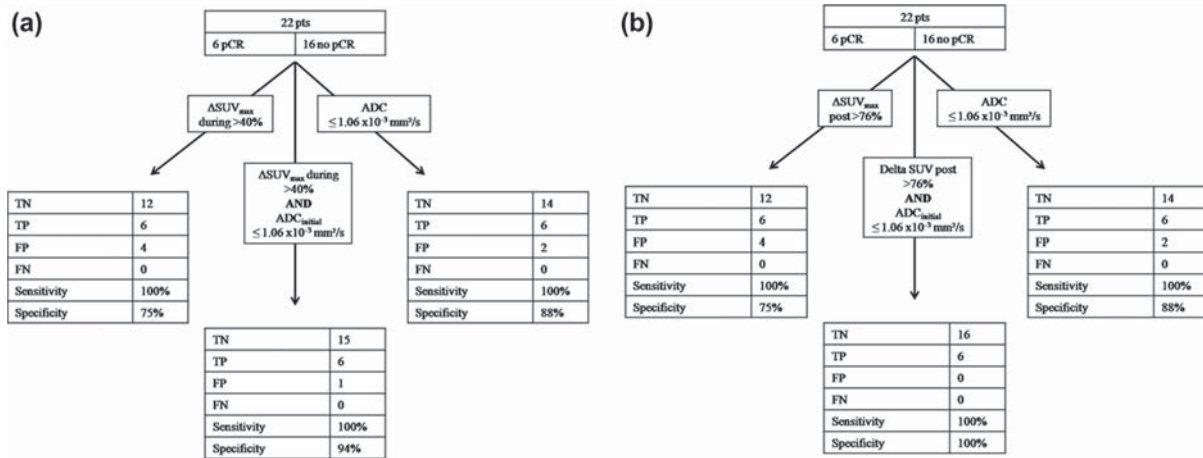 (a)
22 pts
6 pCR 16 no pCR
ΔSUVmax
during >40%
ADC
≤ 1.06 x10⁻³ mm²/s
ΔSUVmax during
>40%
AND
ADCinitial
≤ 1.06 x10⁻³ mm²/s
TN 12
TP 6
FP 4
FN 0
Sensitivity 100%
Specificity 75%
TN 14
TP 6
FP 2
FN 0
Sensitivity 100%
Specificity 88%
TN 15
TP 6
FP 1
FN 0
Sensitivity 100%
Specificity 94%
(b)
22 pts
6 pCR 16 no pCR
ΔSUVmax
post >76%
ADC
≤ 1.06 x10⁻³ mm²/s
Delta SUV post
>76%
AND
ADCinitial
≤ 1.06 x10⁻³ mm²/s
TN 12
TP 6
FP 4
FN 0
Sensitivity 100%
Specificity 75%
TN 14
TP 6
FP 2
FN 0
Sensitivity 100%
Specificity 88%
TN 16
TP 6
FP 0
FN 0
Sensitivity 100%
Specificity 100%